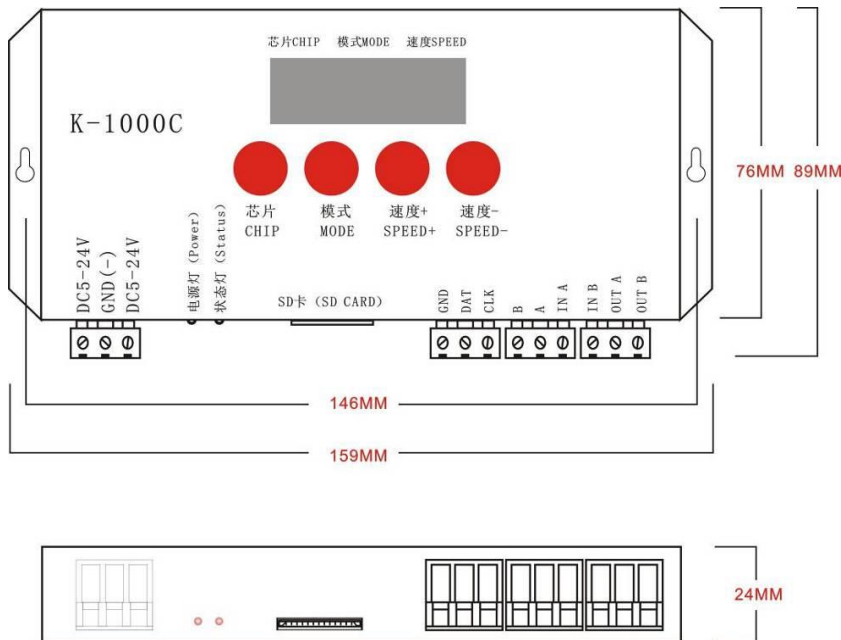 芯片CHIP 模式MODE 速度SPEED
K-1000C
芯片 模式 速度+ 速度-
CHIP MODE SPEED+ SPEED-
76MM 89MM
DC5-24V GND(-) DC5-24V 电源灯(Power) 状态灯(Status) SD卡(SD CARD) GND DAT CLK B A IN A IN B OUT A OUT B
146MM
159MM
24MM